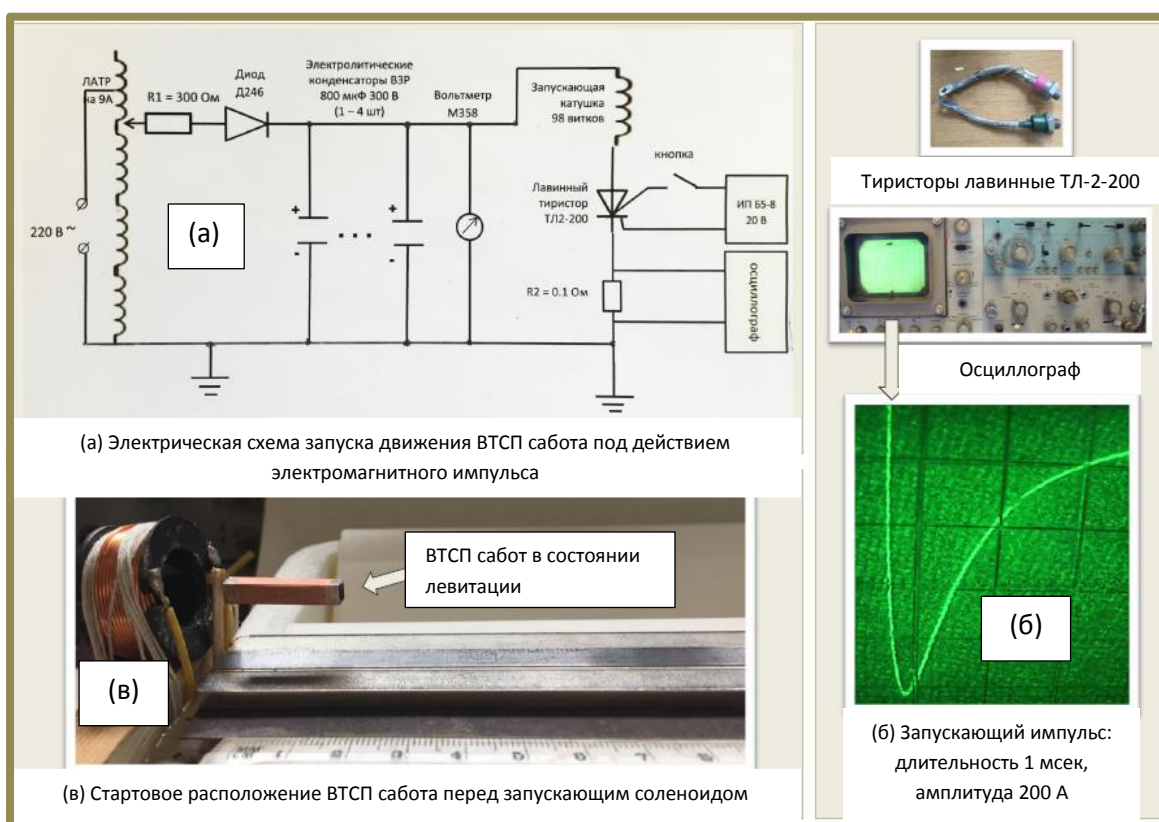 ЛАТР
на 9А
R1 = 300 Ом
Диод
Д246
Электролитические
конденсаторы ВЗР
800 мкФ 300 В
(1 – 4 шт)
Вольтметр
М358
Запускающая
катушка
98 витков
кнопка
Лавинный
тиристор
ТЛ2-200
ИП Б5-8
20 В
220 В ~
(а)
+
-
+
-
R2 = 0.1 Ом
осциллограф
(а) Электрическая схема запуска движения ВТСП сабота под действием
электромагнитного импульса
ВТСП сабот в состоянии
левитации
(в)
(в) Стартовое расположение ВТСП сабота перед запускающим соленоидом
Тиристоры лавинные ТЛ-2-200
Осциллограф
(б)
(б) Запускающий импульс:
длительность 1 мсек,
амплитуда 200 А